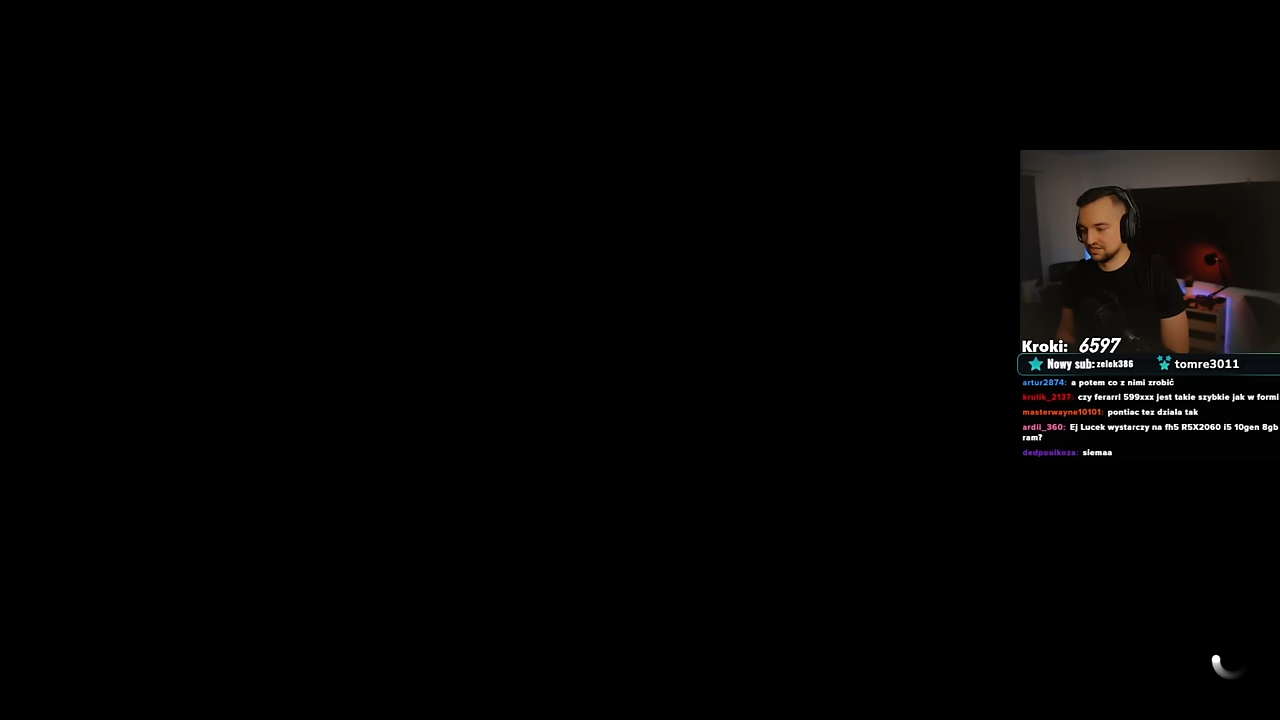 Kroki: 6597
Nowy sub: zelek386 tomre3011
artur2874: a potem co z nimi zrobić
krulik_2137: czy ferarri 599xxx jest takie szybkie jak w formi
masterwayne10101: pontiac tez dziala tak
ardii_360: Ej Lucek wystarczy na fh5 R5X2060 i5 10gen 8gb
ram?
dedpoolkoza: siemaa